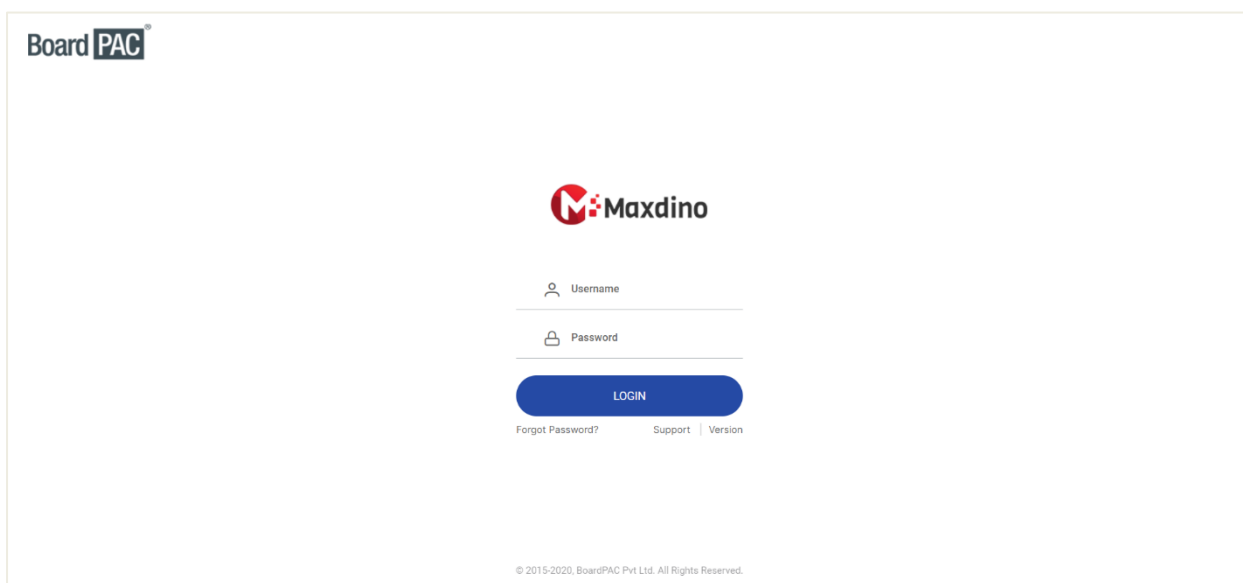 Board PAC®
Maxdino
Username
Password
LOGIN
Forgot Password? Support Version
© 2015-2020, BoardPAC Pvt Ltd. All Rights Reserved.